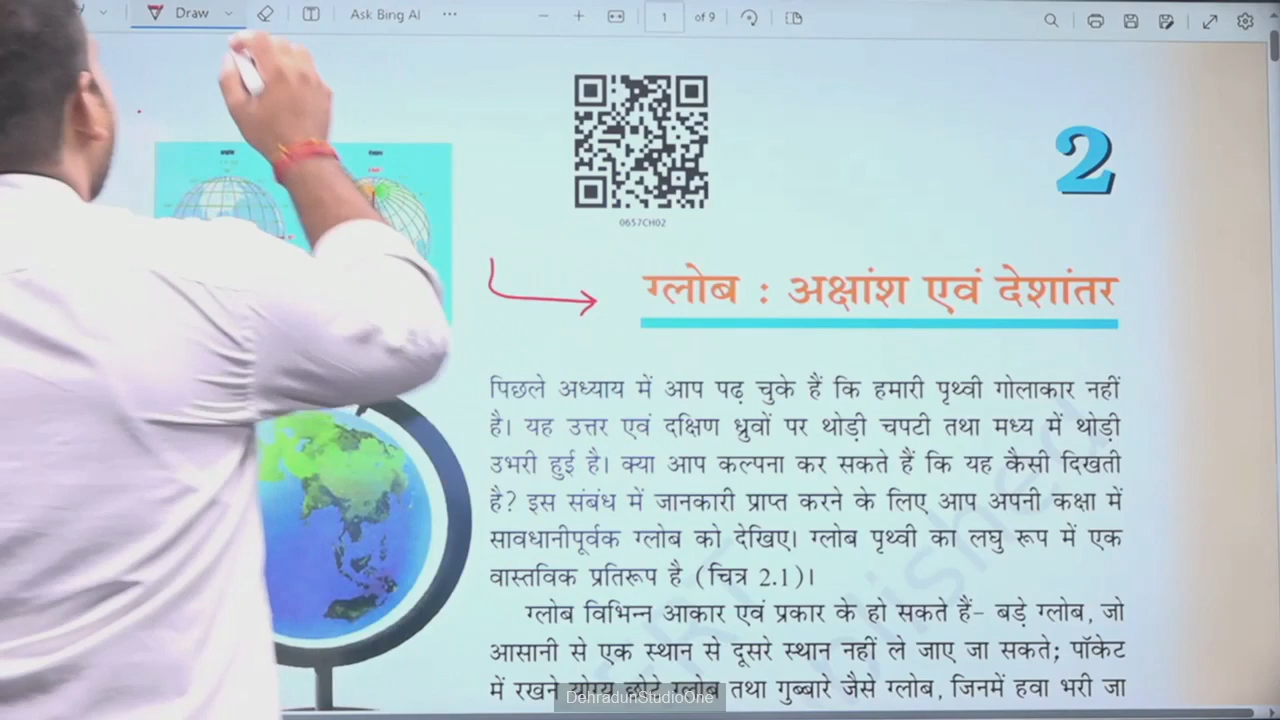 Draw
Ask Bing AI
1 of 9
0657CH02
2
ग्लोब : अक्षांश एवं देशांतर
पिछले अध्याय में आप पढ़ चुके हैं कि हमारी पृथ्वी गोलाकार नहीं
है। यह उत्तर एवं दक्षिण ध्रुवों पर थोड़ी चपटी तथा मध्य में थोड़ी
उभरी हुई है। क्या आप कल्पना कर सकते हैं कि यह कैसी दिखती
है? इस संबंध में जानकारी प्राप्त करने के लिए आप अपनी कक्षा में
सावधानीपूर्वक ग्लोब को देखिए। ग्लोब पृथ्वी का लघु रूप में एक
वास्तविक प्रतिरूप है (चित्र 2.1)।
ग्लोब विभिन्न आकार एवं प्रकार के हो सकते हैं- बड़े ग्लोब, जो
आसानी से एक स्थान से दूसरे स्थान नहीं ले जाए जा सकते; पॉकेट
में रखने योग्य छोटे ग्लोब तथा गुब्बारे जैसे ग्लोब, जिनमें हवा भरी जा
DehradunStudioOne